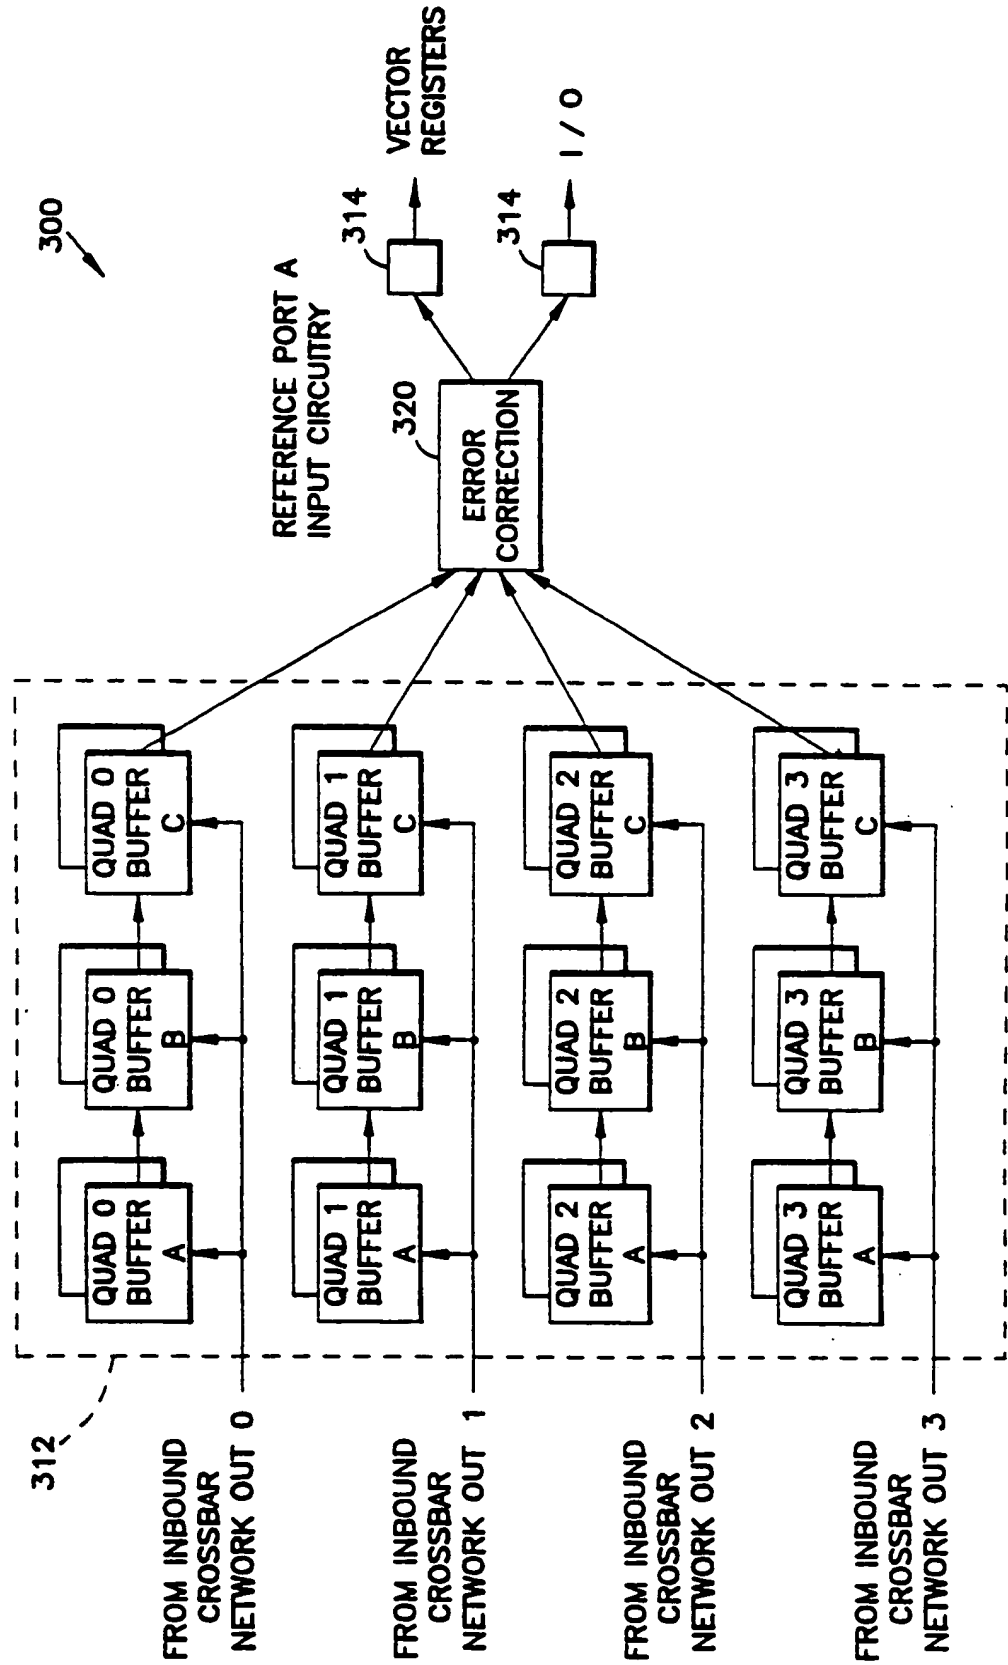 300
REFERENCE PORT A
INPUT CIRCUITRY
312
FROM INBOUND
CROSSBAR
NETWORK OUT 0
QUAD 0
BUFFER
A
QUAD 0
BUFFER
B
QUAD 0
BUFFER
C
FROM INBOUND
CROSSBAR
NETWORK OUT 1
QUAD 1
BUFFER
A
QUAD 1
BUFFER
B
QUAD 1
BUFFER
C
FROM INBOUND
CROSSBAR
NETWORK OUT 2
QUAD 2
BUFFER
A
QUAD 2
BUFFER
B
QUAD 2
BUFFER
C
FROM INBOUND
CROSSBAR
NETWORK OUT 3
QUAD 3
BUFFER
A
QUAD 3
BUFFER
B
QUAD 3
BUFFER
C
320
ERROR
CORRECTION
314
VECTOR
REGISTERS
314
I / O